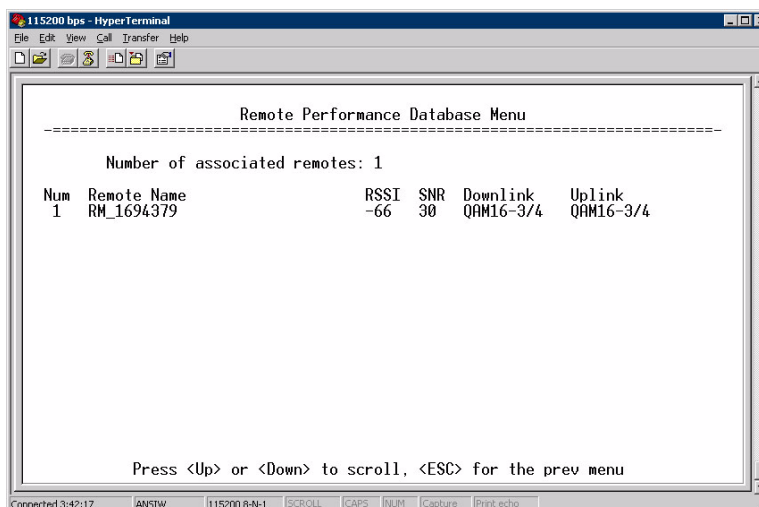 115200 bps - HyperTerminal
File Edit View Call Transfer Help
Remote Performance Database Menu
-==========================================================================-
Number of associated remotes: 1
Num Remote Name RSSI SNR Downlink Uplink
1 RM_1694379 -66 30 QAM16-3/4 QAM16-3/4
Press <Up> or <Down> to scroll, <ESC> for the prev menu
Connected 3:42:17 ANSIW 115200 8-N-1 SCROLL CAPS NUM Capture Print echo